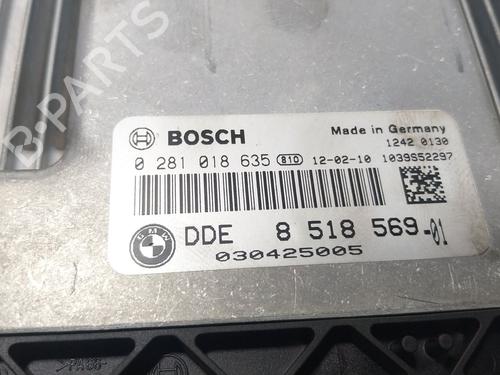 B-PARTS
BOSCH
Made in Germany
1242 0130
0 281 018 635 810 12-02-10 1039S52297
BMW
DDE 8 518 569-01
030425005